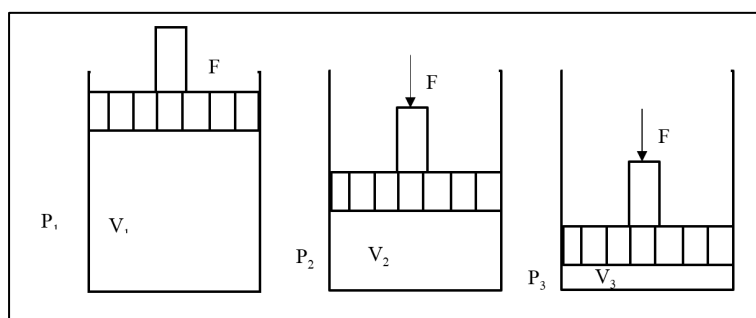 F
P₁ V₁
F
P₂ V₂
F
P₃ V₃